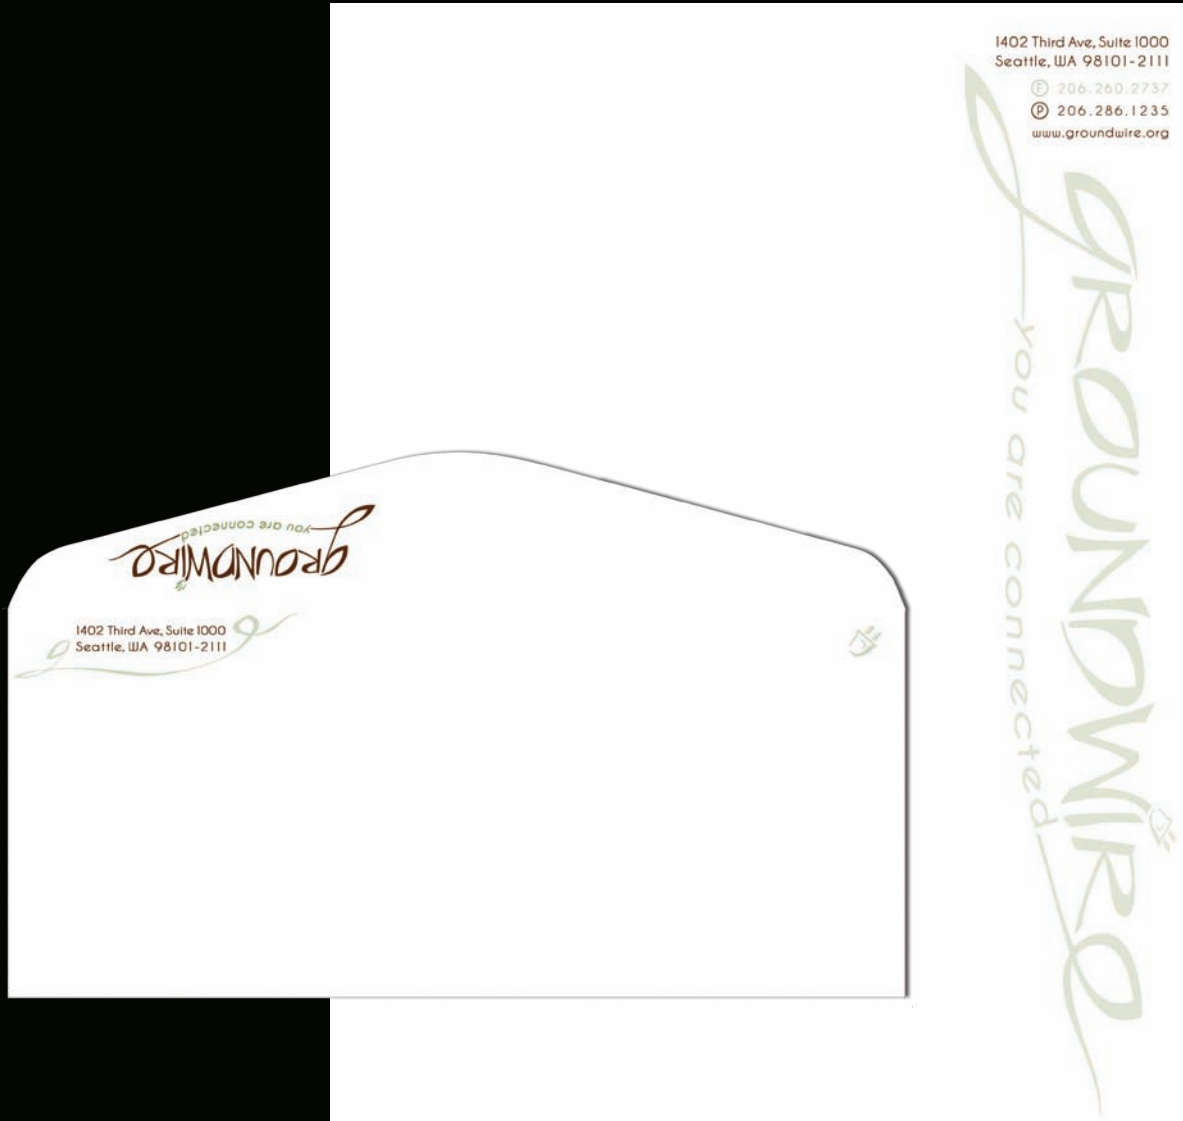 1402 Third Ave, Suite 1000
Seattle, WA 98101-2111
F 206.260.2737
P 206.286.1235
www.groundwire.org
gROUNDWIRe
you are connected
you are connected
gROUNDWIRe
1402 Third Ave, Suite 1000
Seattle, WA 98101-2111